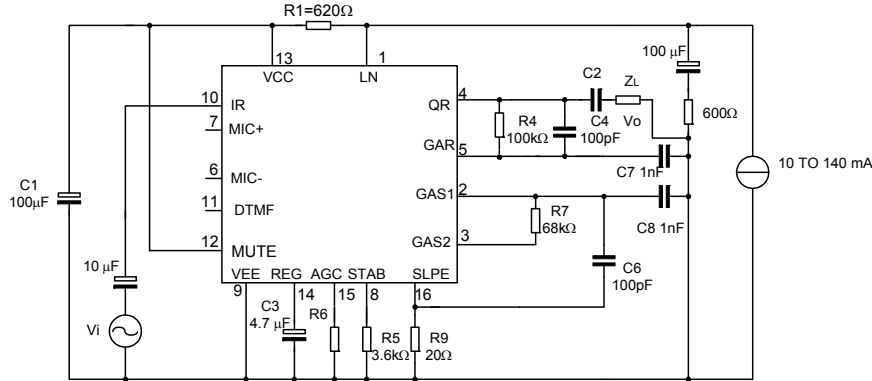 R1=620Ω
100 µF
13
1
VCC
LN
C2
ZL
10
IR
4
QR
600Ω
7
MIC+
R4
100kΩ
C4
100pF
Vo
GAR
5
10 TO 140 mA
C7 1nF
6
MIC-
C1
100µF
GAS1
2
11
DTMF
R7
68kΩ
C8 1nF
12
MUTE
GAS2
3
10 µF
C6
100pF
VEE
REG
AGC
STAB
SLPE
9
14
15
8
16
C3
4.7 µF
R6
Vi
R5
3.6kΩ
R9
20Ω